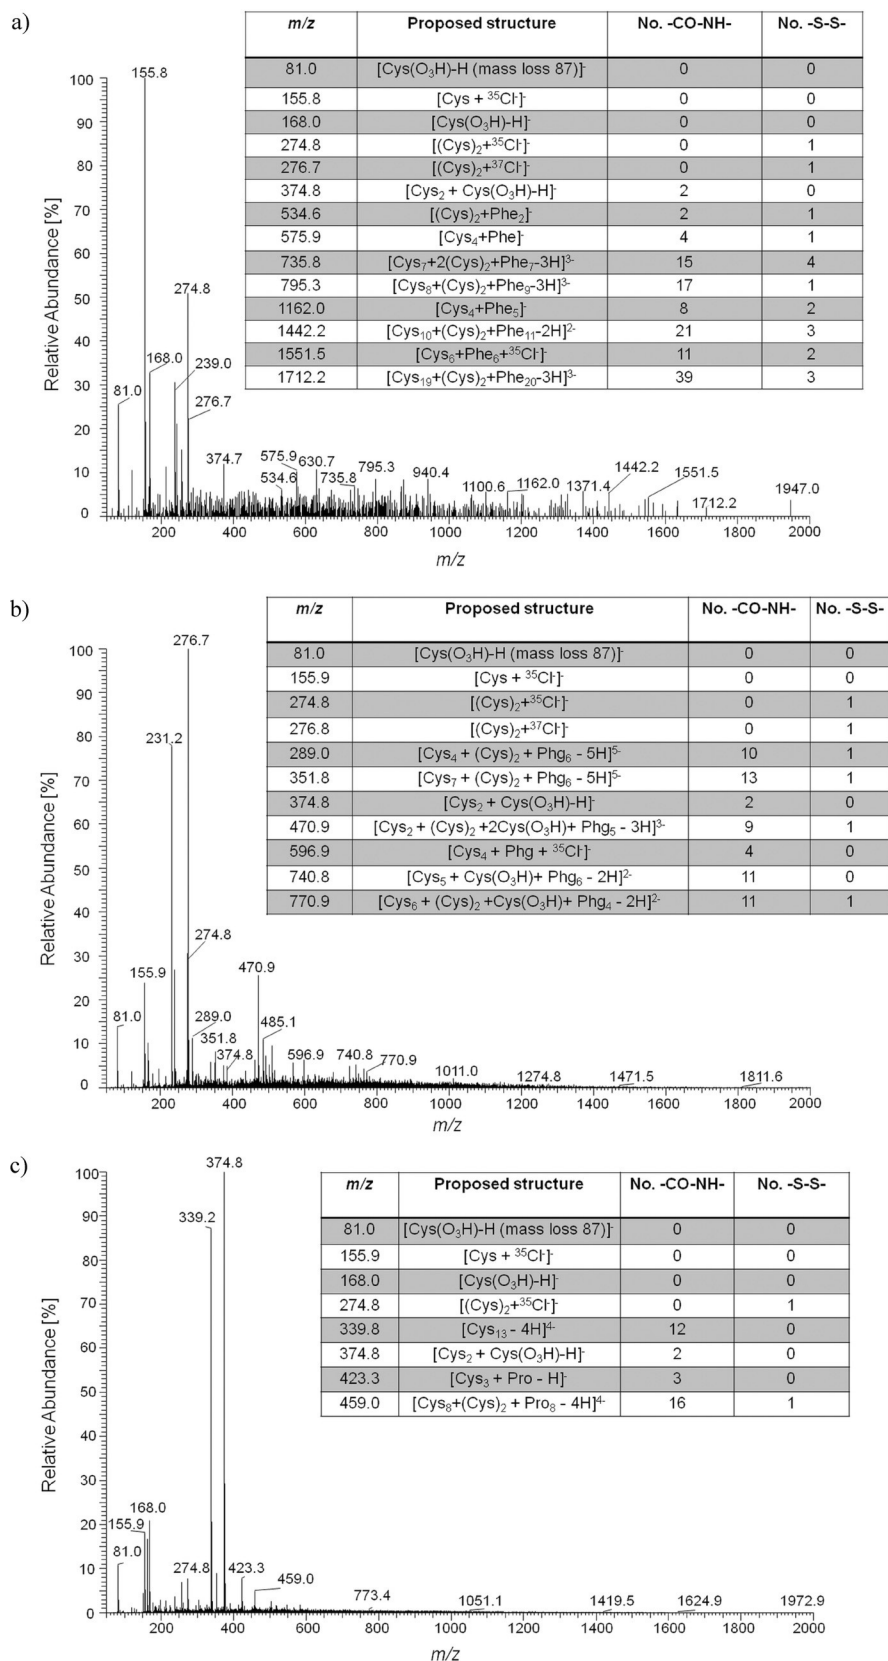 a)
m/z Proposed structure No. -CO-NH- No. -S-S-
81.0 [Cys(O₃H)-H (mass loss 87)]⁻ 0 0
155.8 [Cys + ³⁵Cl⁻]⁻ 0 0
168.0 [Cys(O₃H)-H]⁻ 0 0
274.8 [(Cys)₂+³⁵Cl⁻]⁻ 0 1
276.7 [(Cys)₂+³⁷Cl⁻]⁻ 0 1
374.8 [Cys₂ + Cys(O₃H)-H]⁻ 2 0
534.6 [(Cys)₂+Phe₂]⁻ 2 1
575.9 [Cys₄+Phe]⁻ 4 1
735.8 [Cys₇+2(Cys)₂+Phe₇-3H]³⁻ 15 4
795.3 [Cys₈+(Cys)₂+Phe₉-3H]³⁻ 17 1
1162.0 [Cys₄+Phe₅]⁻ 8 2
1442.2 [Cys₁₀+(Cys)₂+Phe₁₁-2H]²⁻ 21 3
1551.5 [Cys₆+Phe₆+³⁵Cl⁻]⁻ 11 2
1712.2 [Cys₁₉+(Cys)₂+Phe₂₀-3H]³⁻ 39 3
Relative Abundance [%]
100
90
80
70
60
50
40
30
20
10
0
155.8
274.8
168.0
239.0
81.0
276.7
374.7
534.6
575.9
630.7
735.8
795.3
940.4
1100.6
1162.0
1371.4
1442.2
1551.5
1712.2
1947.0
200 400 600 800 1000 1200 1400 1600 1800 2000
m/z
b)
m/z Proposed structure No. -CO-NH- No. -S-S-
81.0 [Cys(O₃H)-H (mass loss 87)]⁻ 0 0
155.9 [Cys + ³⁵Cl⁻]⁻ 0 0
274.8 [(Cys)₂+³⁵Cl⁻]⁻ 0 1
276.8 [(Cys)₂+³⁷Cl⁻]⁻ 0 1
289.0 [Cys₄ + (Cys)₂ + Phg₆ - 5H]⁵⁻ 10 1
351.8 [Cys₇ + (Cys)₂ + Phg₆ - 5H]⁵⁻ 13 1
374.8 [Cys₂ + Cys(O₃H)-H]⁻ 2 0
470.9 [Cys₂ + (Cys)₂ +2Cys(O₃H)+ Phg₅ - 3H]³⁻ 9 1
596.9 [Cys₄ + Phg + ³⁵Cl⁻]⁻ 4 0
740.8 [Cys₅ + Cys(O₃H)+ Phg₆ - 2H]²⁻ 11 0
770.9 [Cys₆ + (Cys)₂ +Cys(O₃H)+ Phg₄ - 2H]²⁻ 11 1
Relative Abundance [%]
100
90
80
70
60
50
40
30
20
10
0
276.7
231.2
274.8
155.9
81.0
289.0
351.8
374.8
470.9
485.1
596.9
740.8
770.9
1011.0
1274.8
1471.5
1811.6
200 400 600 800 1000 1200 1400 1600 1800 2000
m/z
c)
m/z Proposed structure No. -CO-NH- No. -S-S-
81.0 [Cys(O₃H)-H (mass loss 87)]⁻ 0 0
155.9 [Cys + ³⁵Cl⁻]⁻ 0 0
168.0 [Cys(O₃H)-H]⁻ 0 0
274.8 [(Cys)₂+³⁵Cl⁻]⁻ 0 1
339.8 [Cys₁₃ - 4H]⁴⁻ 12 0
374.8 [Cys₂ + Cys(O₃H)-H]⁻ 2 0
423.3 [Cys₃ + Pro - H]⁻ 3 0
459.0 [Cys₈+(Cys)₂ + Pro₈ - 4H]⁴⁻ 16 1
Relative Abundance [%]
100
90
80
70
60
50
40
30
20
10
0
374.8
339.2
168.0
155.9
81.0
274.8
423.3
459.0
773.4
1051.1
1419.5
1624.9
1972.9
200 400 600 800 1000 1200 1400 1600 1800 2000
m/z